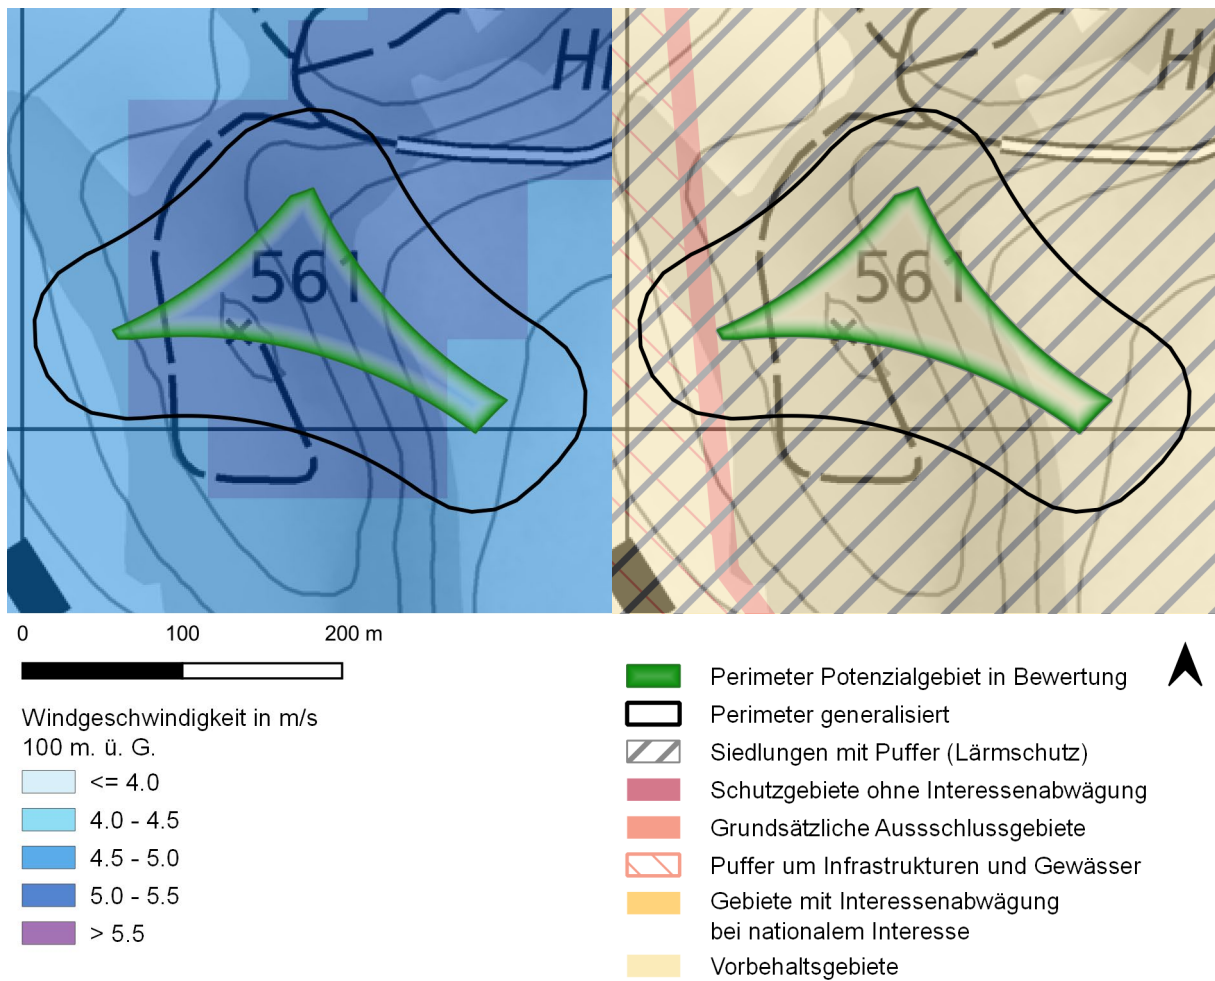 561
561
0 100 200 m
Windgeschwindigkeit in m/s
100 m. ü. G.
<= 4.0
4.0 - 4.5
4.5 - 5.0
5.0 - 5.5
> 5.5
Perimeter Potenzialgebiet in Bewertung
Perimeter generalisiert
Siedlungen mit Puffer (Lärmschutz)
Schutzgebiete ohne Interessenabwägung
Grundsätzliche Aussschlussgebiete
Puffer um Infrastrukturen und Gewässer
Gebiete mit Interessenabwägung
bei nationalem Interesse
Vorbehaltsgebiete